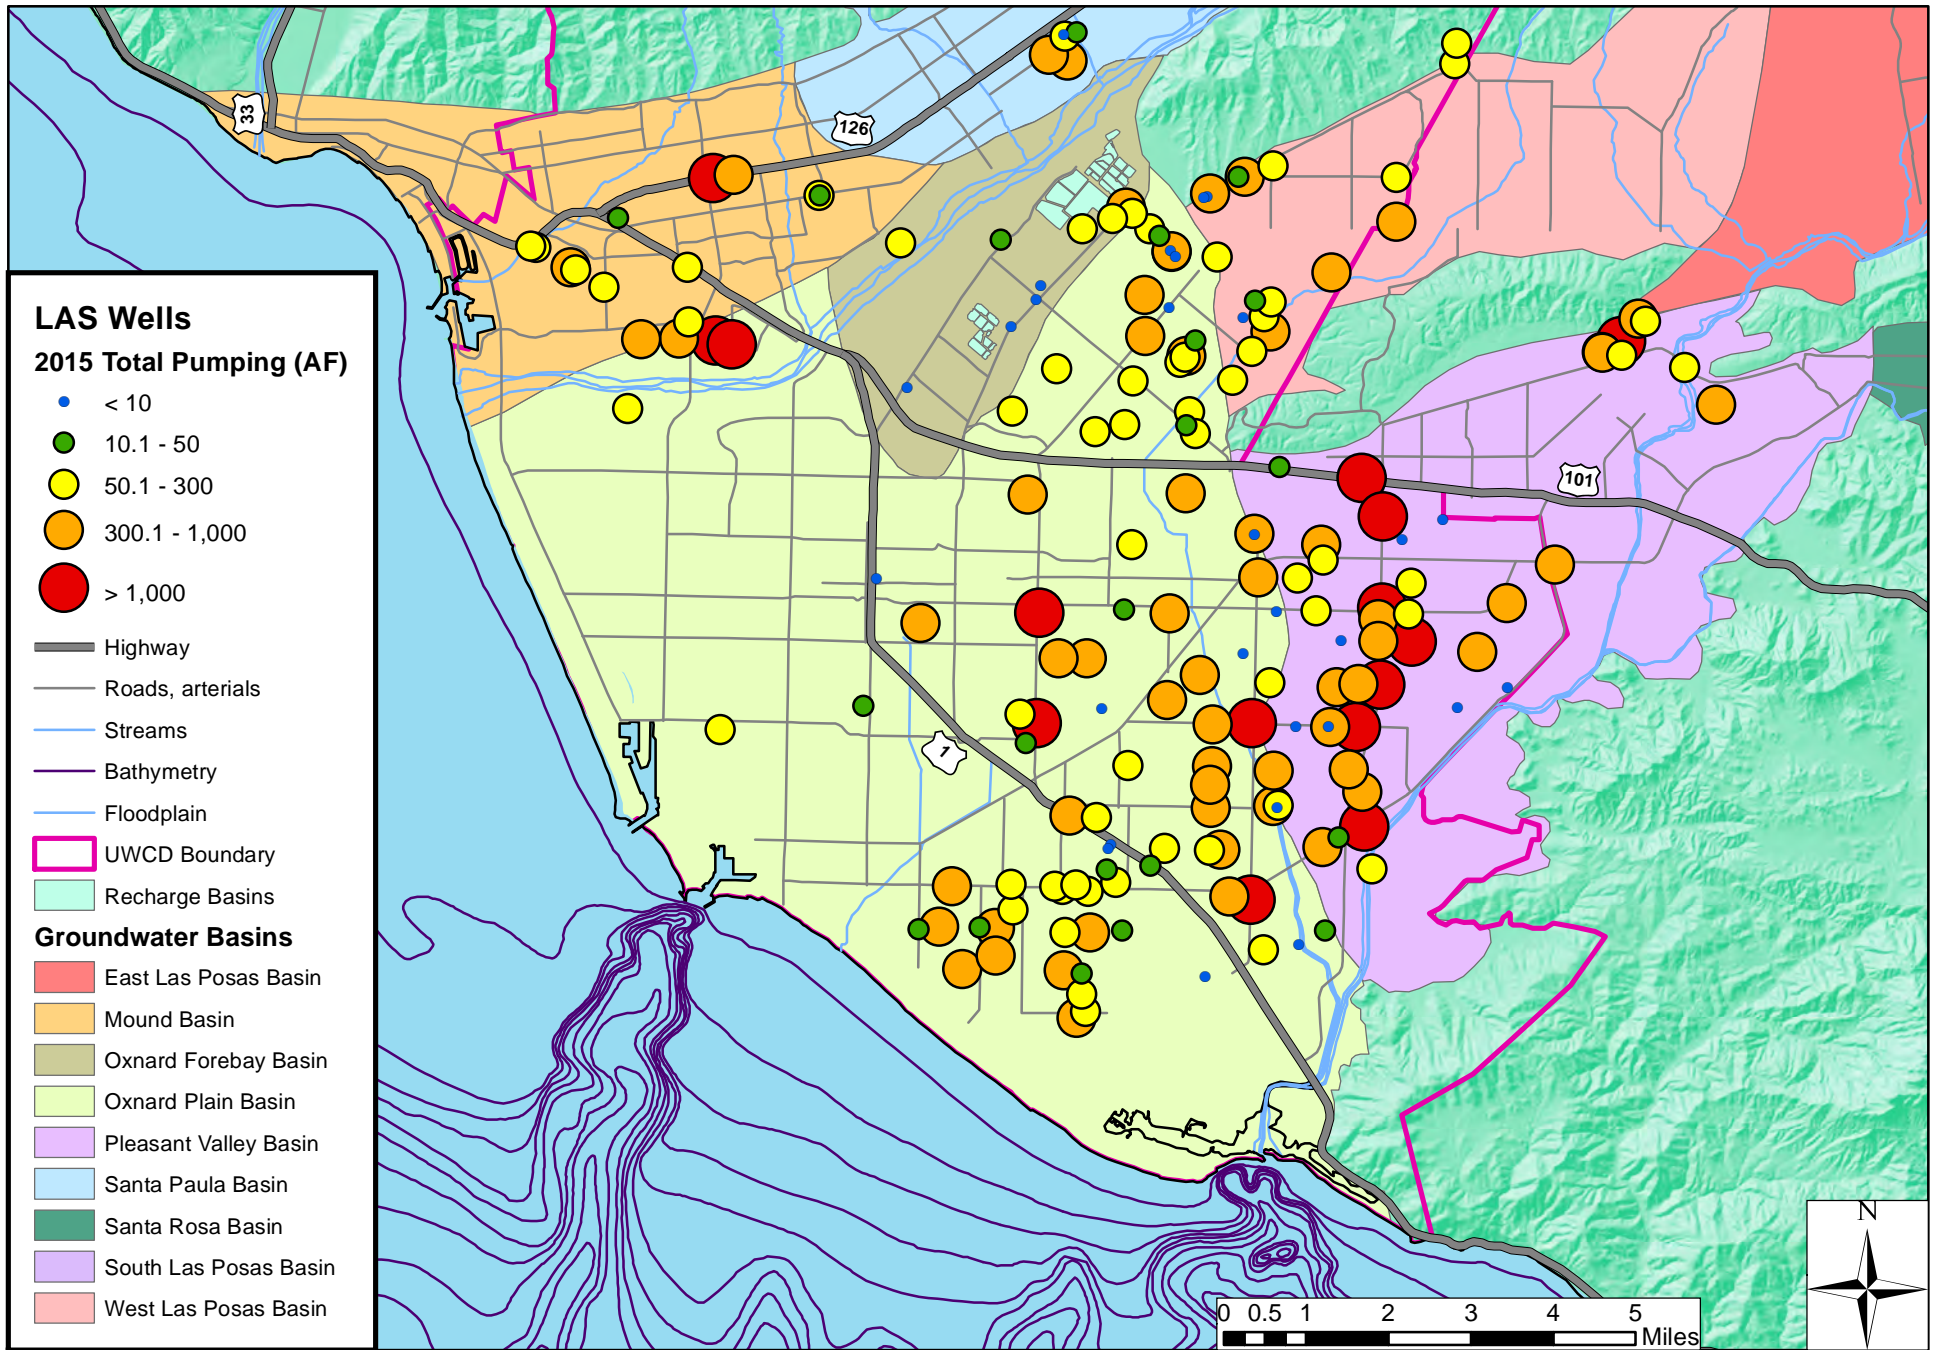 33
126
101
1
LAS Wells
2015 Total Pumping (AF)
< 10
10.1 - 50
50.1 - 300
300.1 - 1,000
> 1,000
Highway
Roads, arterials
Streams
Bathymetry
Floodplain
UWCD Boundary
Recharge Basins
Groundwater Basins
East Las Posas Basin
Mound Basin
Oxnard Forebay Basin
Oxnard Plain Basin
Pleasant Valley Basin
Santa Paula Basin
Santa Rosa Basin
South Las Posas Basin
West Las Posas Basin
N
0 0.5 1 2 3 4 5
Miles